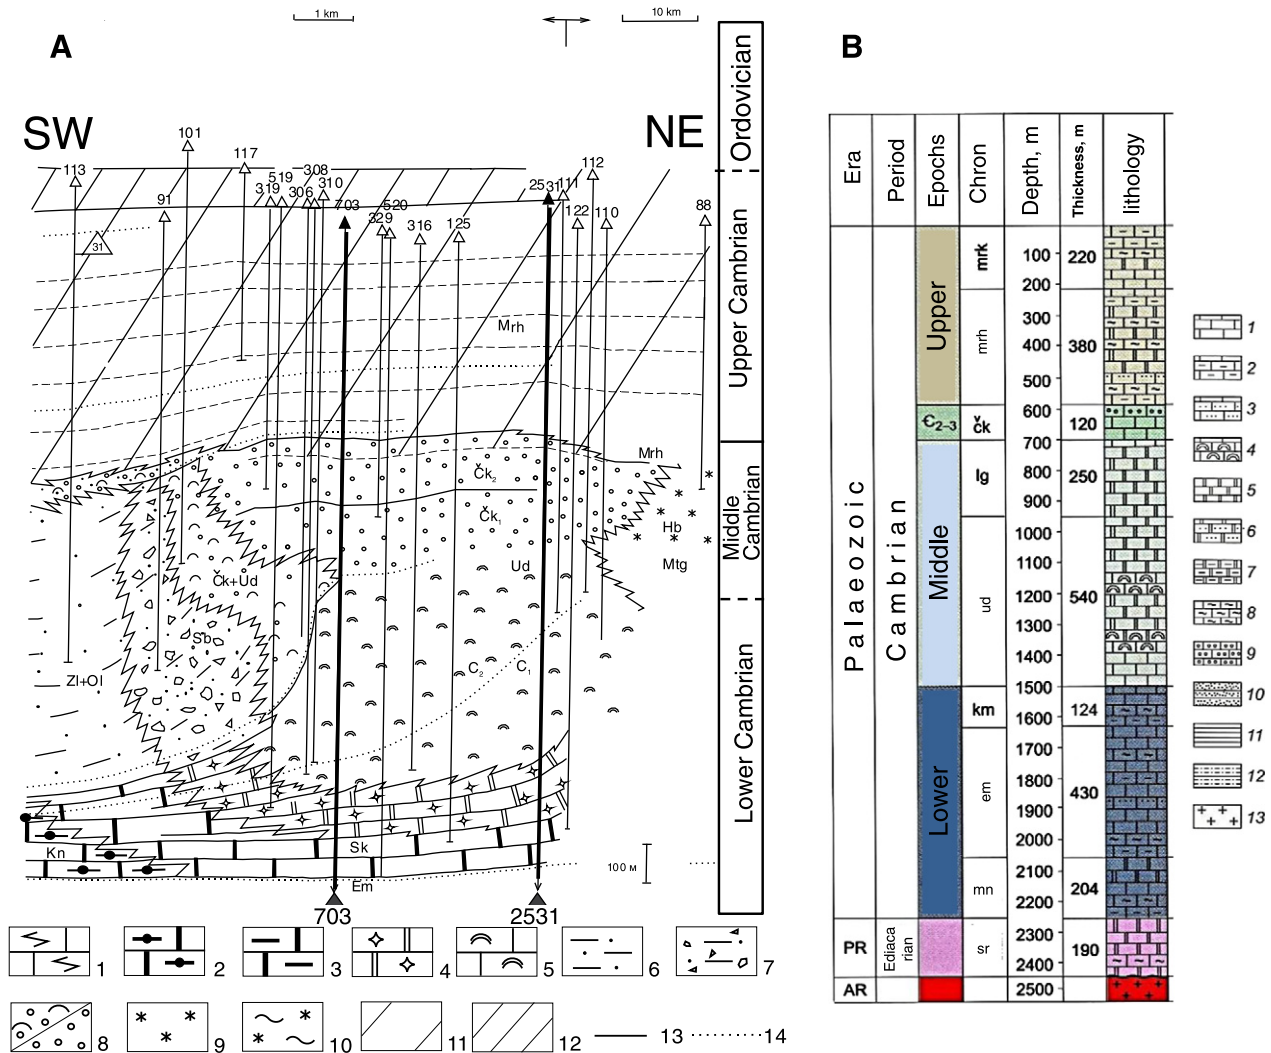 A
1 km
10 km
SW
NE
101
113
117
308
519
319
306
310
91
703
520
329
316
125
25
31
111
112
122
110
88
31
Mrh
Mrh
Čk₂
Čk₁
Hb
Mtg
Ud
Čk+Ud
Sb
Zl+Ol
C₂
C₁
Kn
Sk
Em
100 м
703
2531
Ordovician
Upper Cambrian
Middle
Cambrian
Lower Cambrian
1
2
3
4
5
6
7
8
9
10
11
12
13
14
B
Era
Period
Epochs
Chron
Depth, m
Thickness, m
lithology
Palaeozoic
Cambrian
Upper
Є₂₋₃
Middle
Lower
mrk
mrh
čk
lg
ud
km
em
mn
sr
PR
Ediaca
rian
AR
100
200
300
400
500
600
700
800
900
1000
1100
1200
1300
1400
1500
1600
1700
1800
1900
2000
2100
2200
2300
2400
2500
220
380
120
250
540
124
430
204
190
1
2
3
4
5
6
7
8
9
10
11
12
13